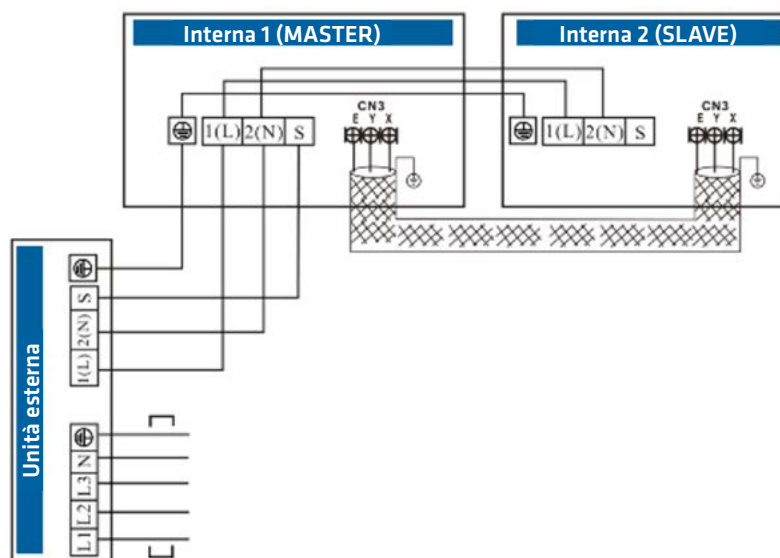 Interna 1 (MASTER)
Interna 2 (SLAVE)
CN3
E Y X
1(L) 2(N) S
CN3
E Y X
1(L) 2(N) S
Unità esterna
S
2(N)
1(L)
N
L3
L2
L1